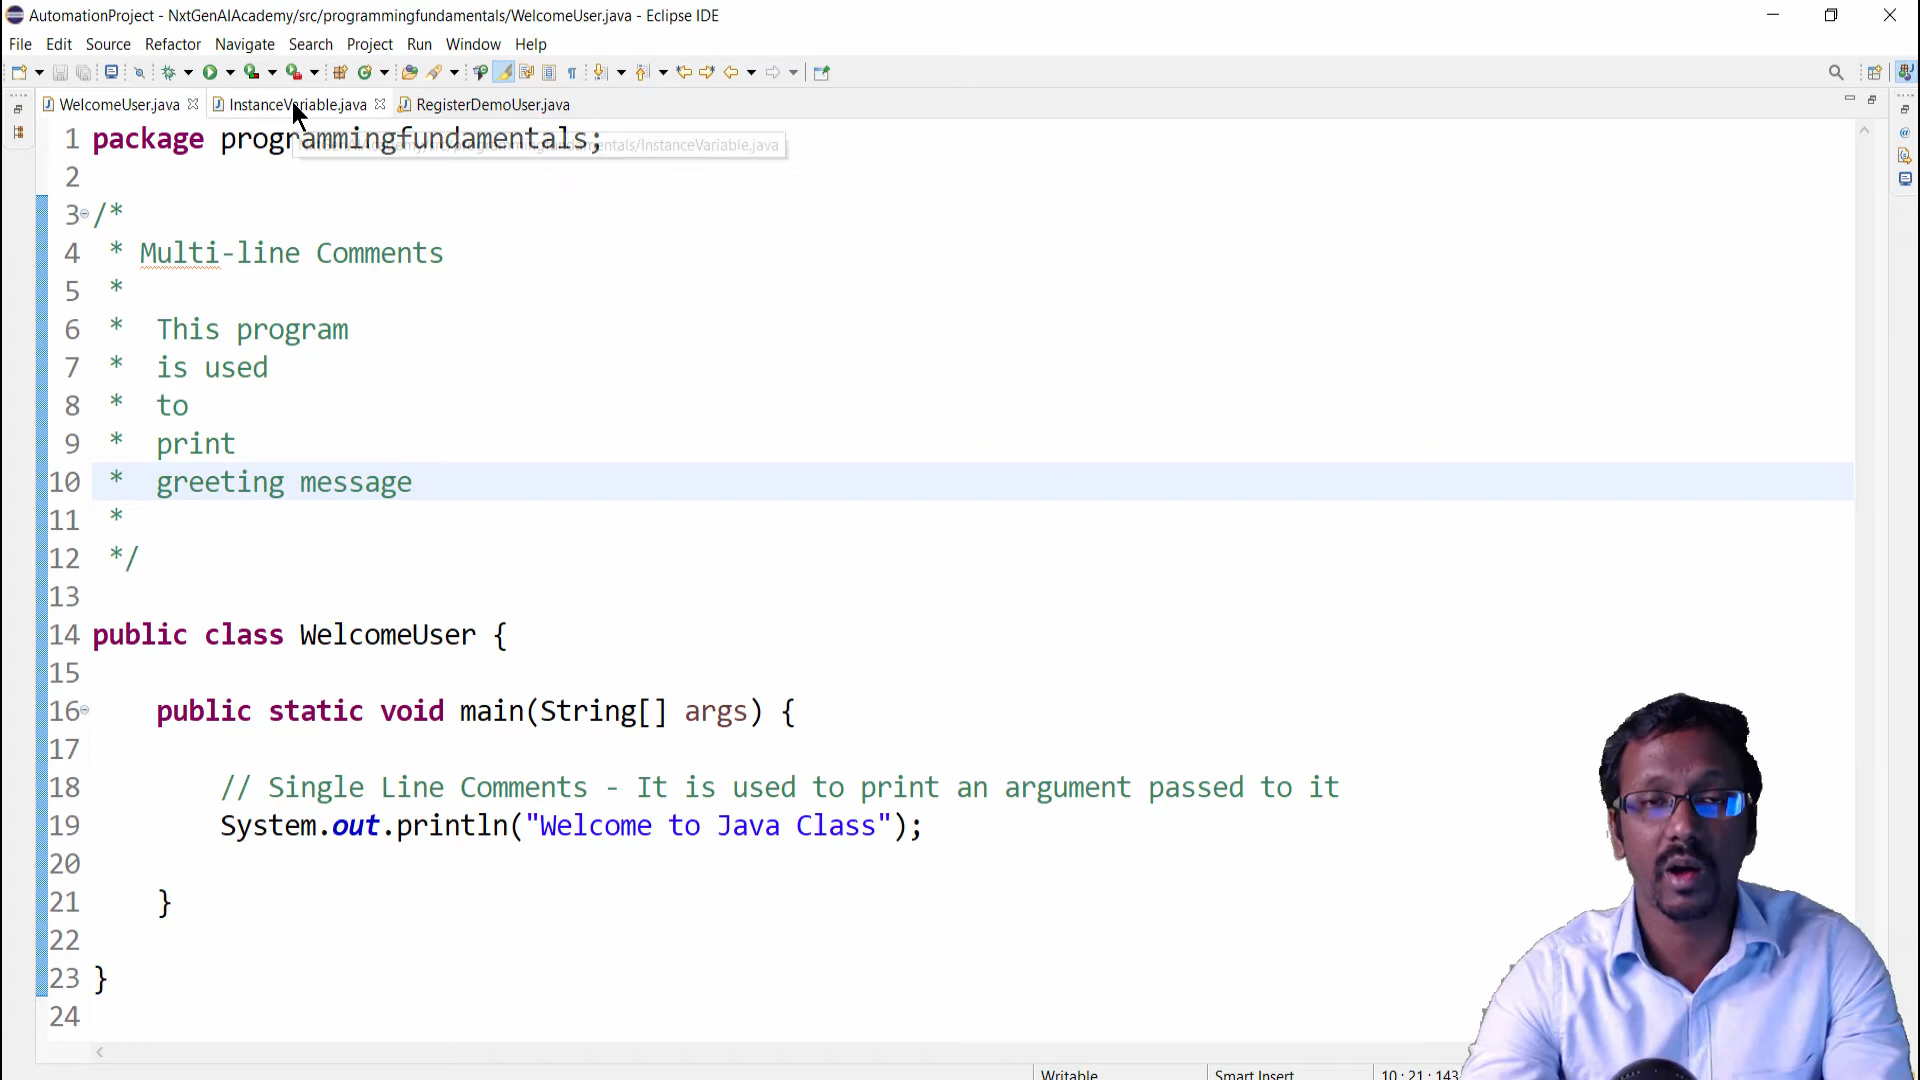 AutomationProject - NxtGenAIAcademy/src/programmingfundamentals/WelcomeUser.java - Eclipse IDE
File Edit Source Refactor Navigate Search Project Run Window Help
WelcomeUser.java InstanceVariable.java RegisterDemoUser.java
1 package programmingfundamentals;
2
3 /*
4 * Multi-line Comments
5 *
6 * This program
7 * is used
8 * to
9 * print
10 * greeting message
11 *
12 */
13
14 public class WelcomeUser {
15
16 public static void main(String[] args) {
17
18 // Single Line Comments - It is used to print an argument passed to it
19 System.out.println("Welcome to Java Class");
20
21 }
22
23 }
24
Writable Smart Insert 10 : 21 : 143